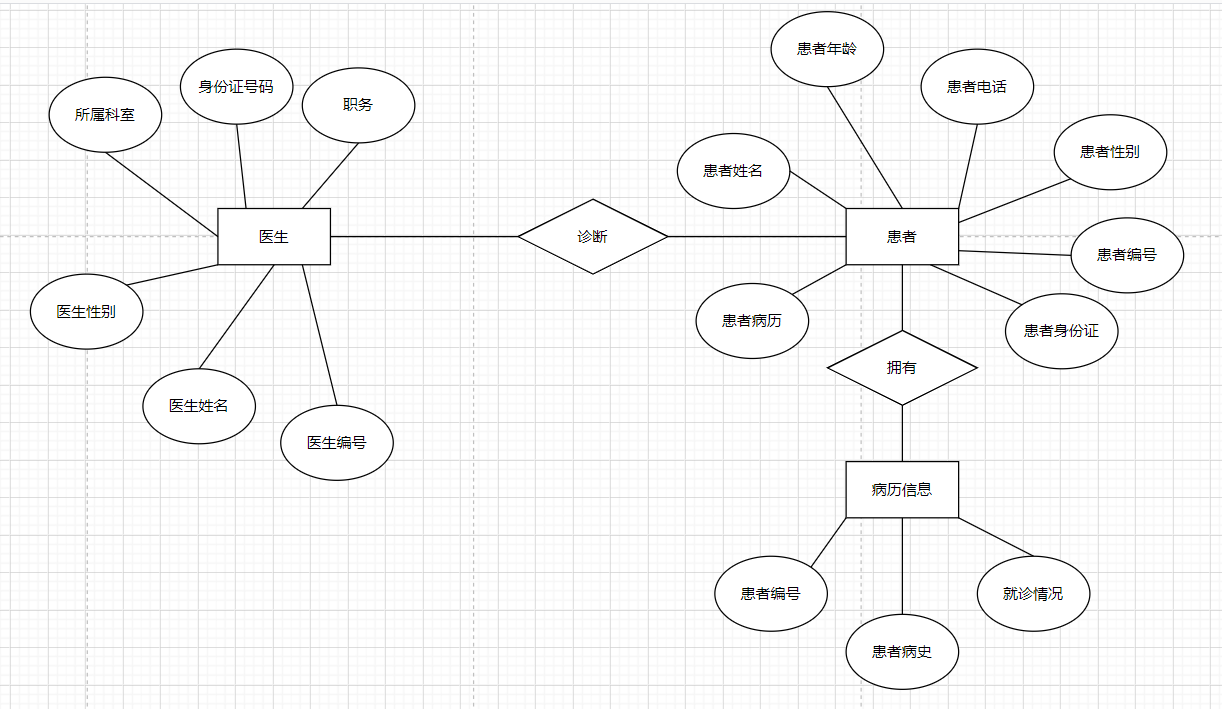 患者年龄
身份证号码
患者电话
职务
所属科室
患者性别
患者姓名
医生
诊断
患者
患者编号
医生性别
患者病历
患者身份证
拥有
医生姓名
医生编号
病历信息
患者编号
就诊情况
患者病史